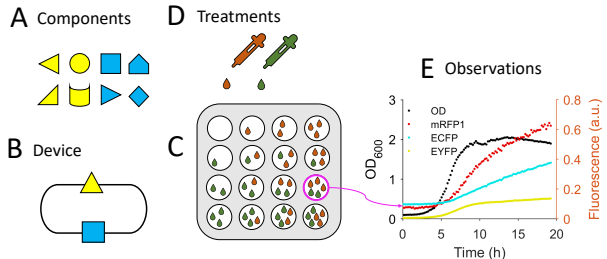 A Components
B Device
C
D Treatments
E Observations
OD
mRFP1
ECFP
EYFP
3
2
1
0
OD600
0.8
0.6
0.4
0.2
0
Fluorescence (a.u.)
0 5 10 15 20
Time (h)